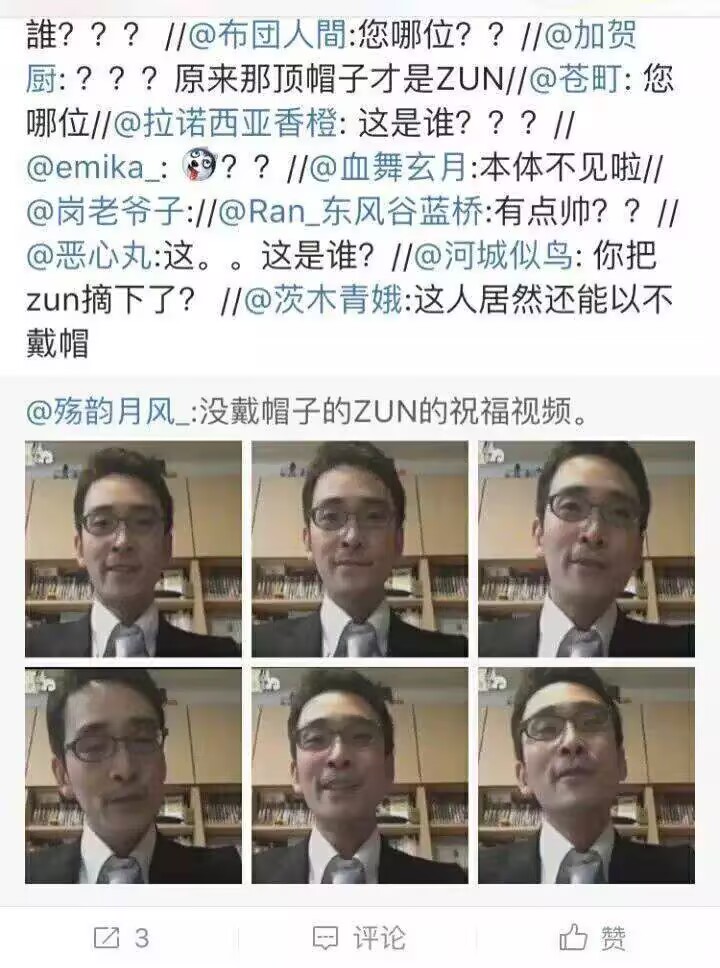 誰？？？ //@布団人間:您哪位？？//@加贺
厨:？？？原来那顶帽子才是ZUN//@苍町: 您
哪位//@拉诺西亚香橙: 这是谁？？？//
@emika_: ？？//@血舞玄月:本体不见啦//
@岗老爷子://@Ran_东风谷蓝桥:有点帅？？//
@恶心丸:这。。这是谁？//@河城似鸟: 你把
zun摘下了？ //@茨木青娥:这人居然还能以不
戴帽
@殇韵月风_:没戴帽子的ZUN的祝福视频。
3
评论
赞